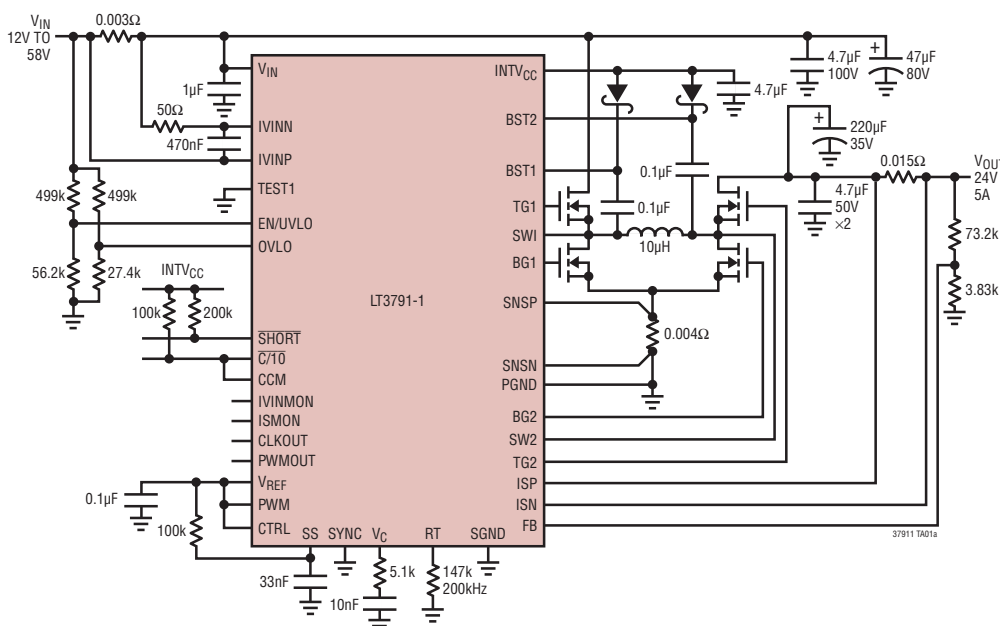 VIN
12V TO
58V
0.003Ω
VIN
1µF
50Ω
IVINN
470nF
IVINP
TEST1
499k
499k
EN/UVLO
OVLO
56.2k
27.4k
INTVCC
100k
200k
SHORT
C/10
CCM
IVINMON
ISMON
CLKOUT
PWMOUT
VREF
PWM
CTRL
0.1µF
100k
SS
SYNC
VC
RT
SGND
33nF
5.1k
10nF
147k
200kHz
LT3791-1
INTVCC
BST2
BST1
TG1
SWI
BG1
SNSP
SNSN
PGND
BG2
SW2
TG2
ISP
ISN
FB
4.7µF
0.1µF
0.1µF
10µH
0.004Ω
4.7µF
100V
47µF
80V
+
220µF
35V
+
0.015Ω
4.7µF
50V
×2
VOUT
24V
5A
73.2k
3.83k
37911 TA01a